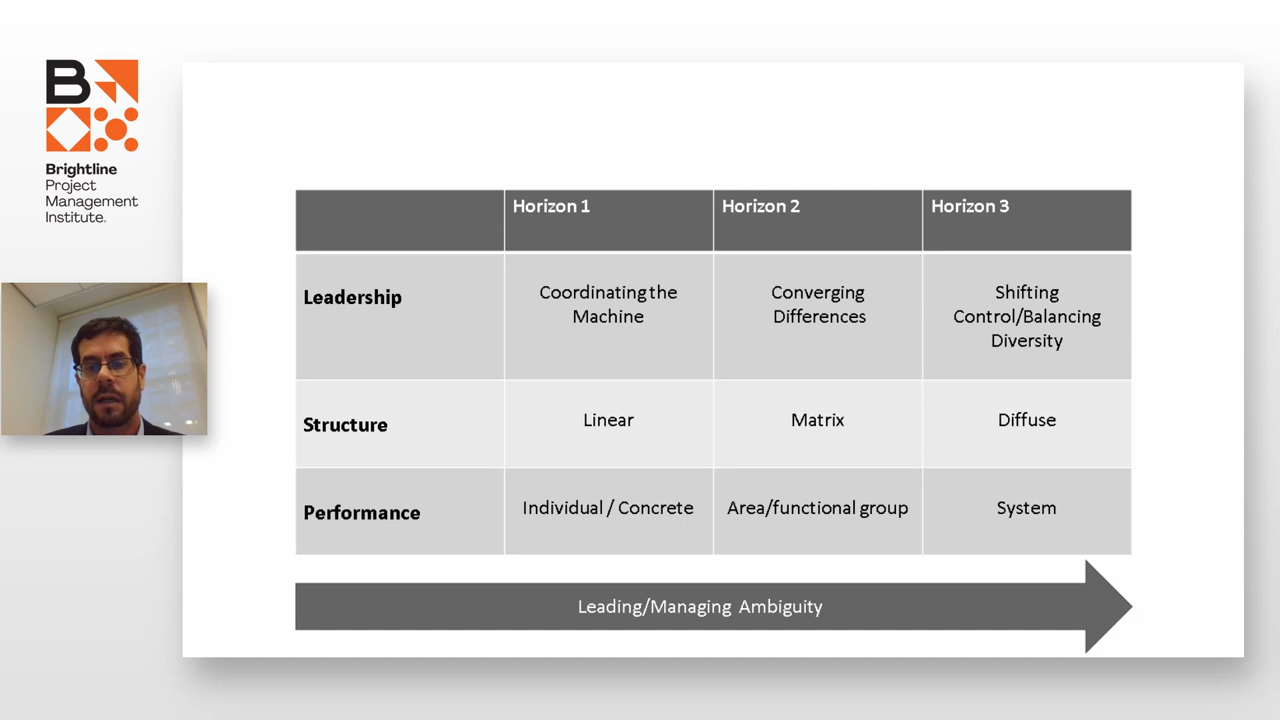 B
Brightline
Project
Management
Institute.
Horizon 1
Horizon 2
Horizon 3
Leadership
Coordinating the
Machine
Converging
Differences
Shifting
Control/Balancing
Diversity
Structure
Linear
Matrix
Diffuse
Performance
Individual / Concrete
Area/functional group
System
Leading/Managing Ambiguity